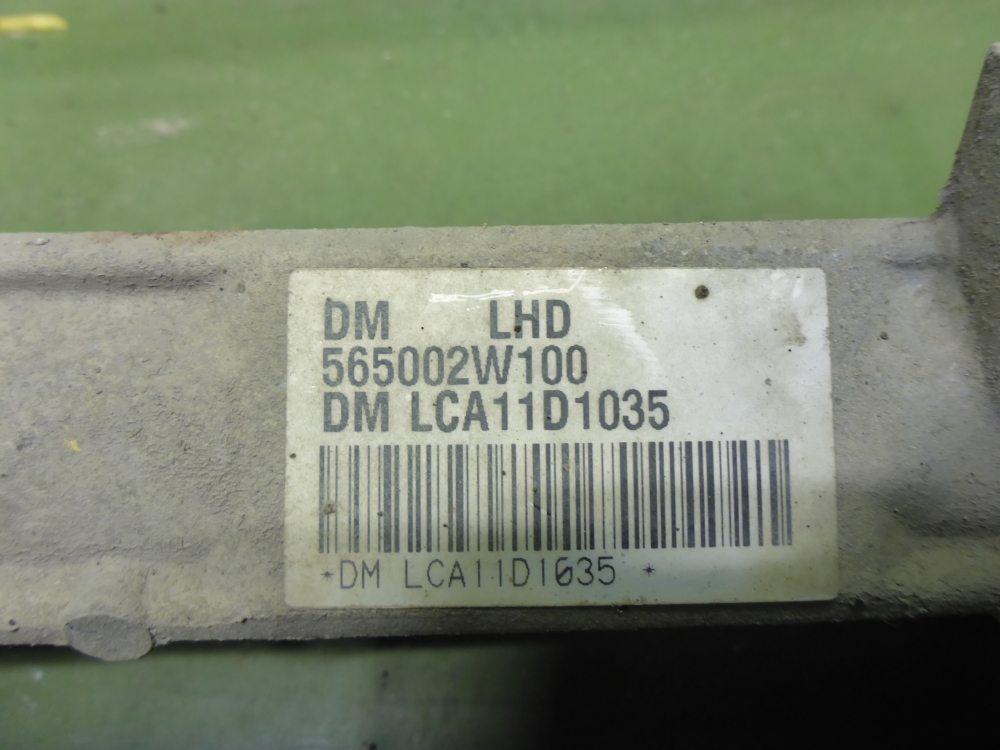 DM LHD
565002W100
DM LCA11D1035
*DM LCA11D1035 *